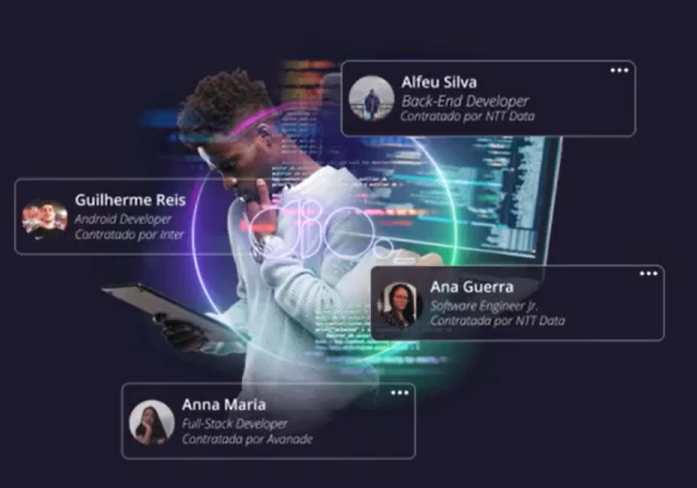 Alfeu Silva
Back-End Developer
Contratado por NTT Data
Guilherme Reis
Android Developer
Contratado por Inter
dio.
Ana Guerra
Software Engineer Jr.
Contratada por NTT Data
Anna Maria
Full-Stack Developer
Contratada por Avanade